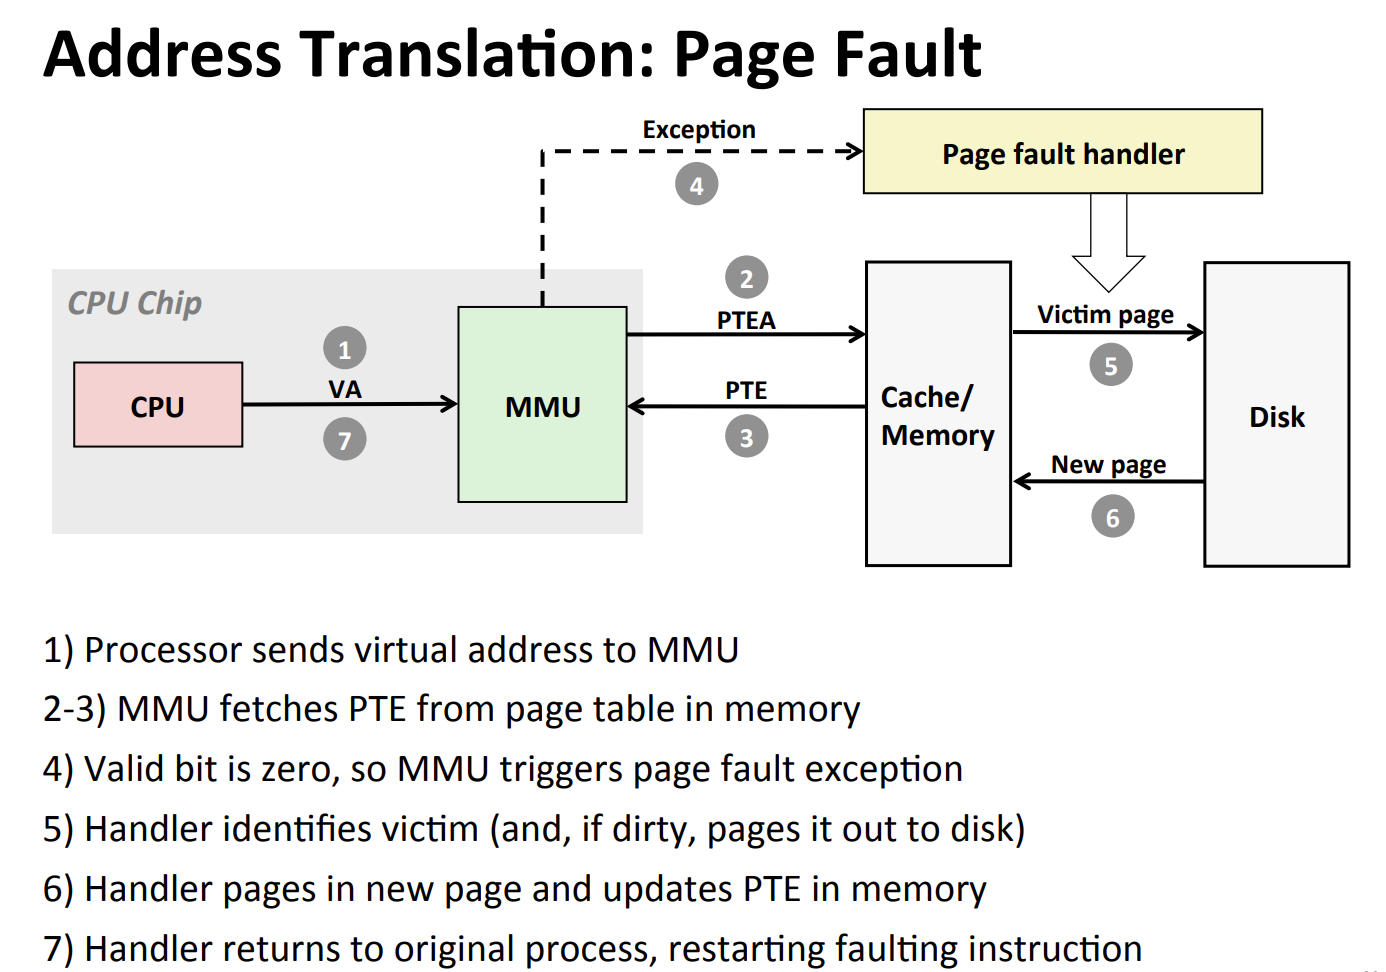 Address Translation: Page Fault
Exception
Page fault handler
4
2
CPU Chip
PTEA
Victim page
1
5
VA
PTE
CPU
MMU
Cache/
Memory
Disk
7
3
New page
6
1) Processor sends virtual address to MMU
2-3) MMU fetches PTE from page table in memory
4) Valid bit is zero, so MMU triggers page fault exception
5) Handler identifies victim (and, if dirty, pages it out to disk)
6) Handler pages in new page and updates PTE in memory
7) Handler returns to original process, restarting faulting instruction